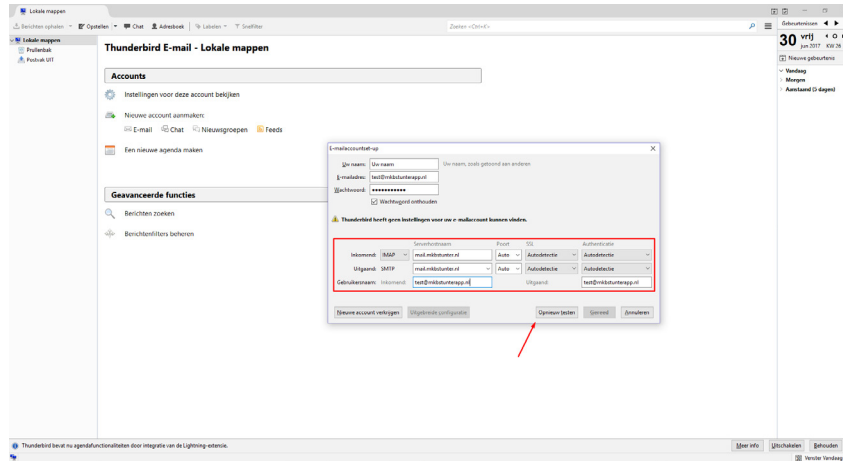 Lokale mappen
Berichten ophalen Opstellen Chat Adresboek Labelen Snelfilter Zoeken <Ctrl+K>
Gebeurtenissen
30 vrij
jun 2017 KW 26
Nieuwe gebeurtenis
Vandaag
Morgen
Aanstaand (5 dagen)
Lokale mappen
Prullenbak
Postvak UIT
Thunderbird E-mail - Lokale mappen
Accounts
Instellingen voor deze account bekijken
Nieuwe account aanmaken:
E-mail Chat Nieuwsgroepen Feeds
Een nieuwe agenda maken
Geavanceerde functies
Berichten zoeken
Berichtenfilters beheren
E-mailaccountset-up
Uw naam: Uw naam Uw naam, zoals getoond aan anderen
E-mailadres: test@mkbstunterapp.nl
Wachtwoord:
Wachtwoord onthouden
Thunderbird heeft geen instellingen voor uw e-mailaccount kunnen vinden.
Serverhostnaam Poort SSL Authenticatie
Inkomend: IMAP mail.mkbstunter.nl Auto Autodetectie Autodetectie
Uitgaand: SMTP mail.mkbstunter.nl Auto Autodetectie Autodetectie
Gebruikersnaam: Inkomend: test@mkbstunterapp.nl Uitgaand: test@mkbstunterapp.nl
Nieuwe account verkrijgen Uitgebreide configuratie Opnieuw testen Gereed Annuleren
Thunderbird bevat nu agendafunctionaliteiten door integratie van de Lightning-extensie. Meer info Uitschakelen Behouden
Venster Vandaag